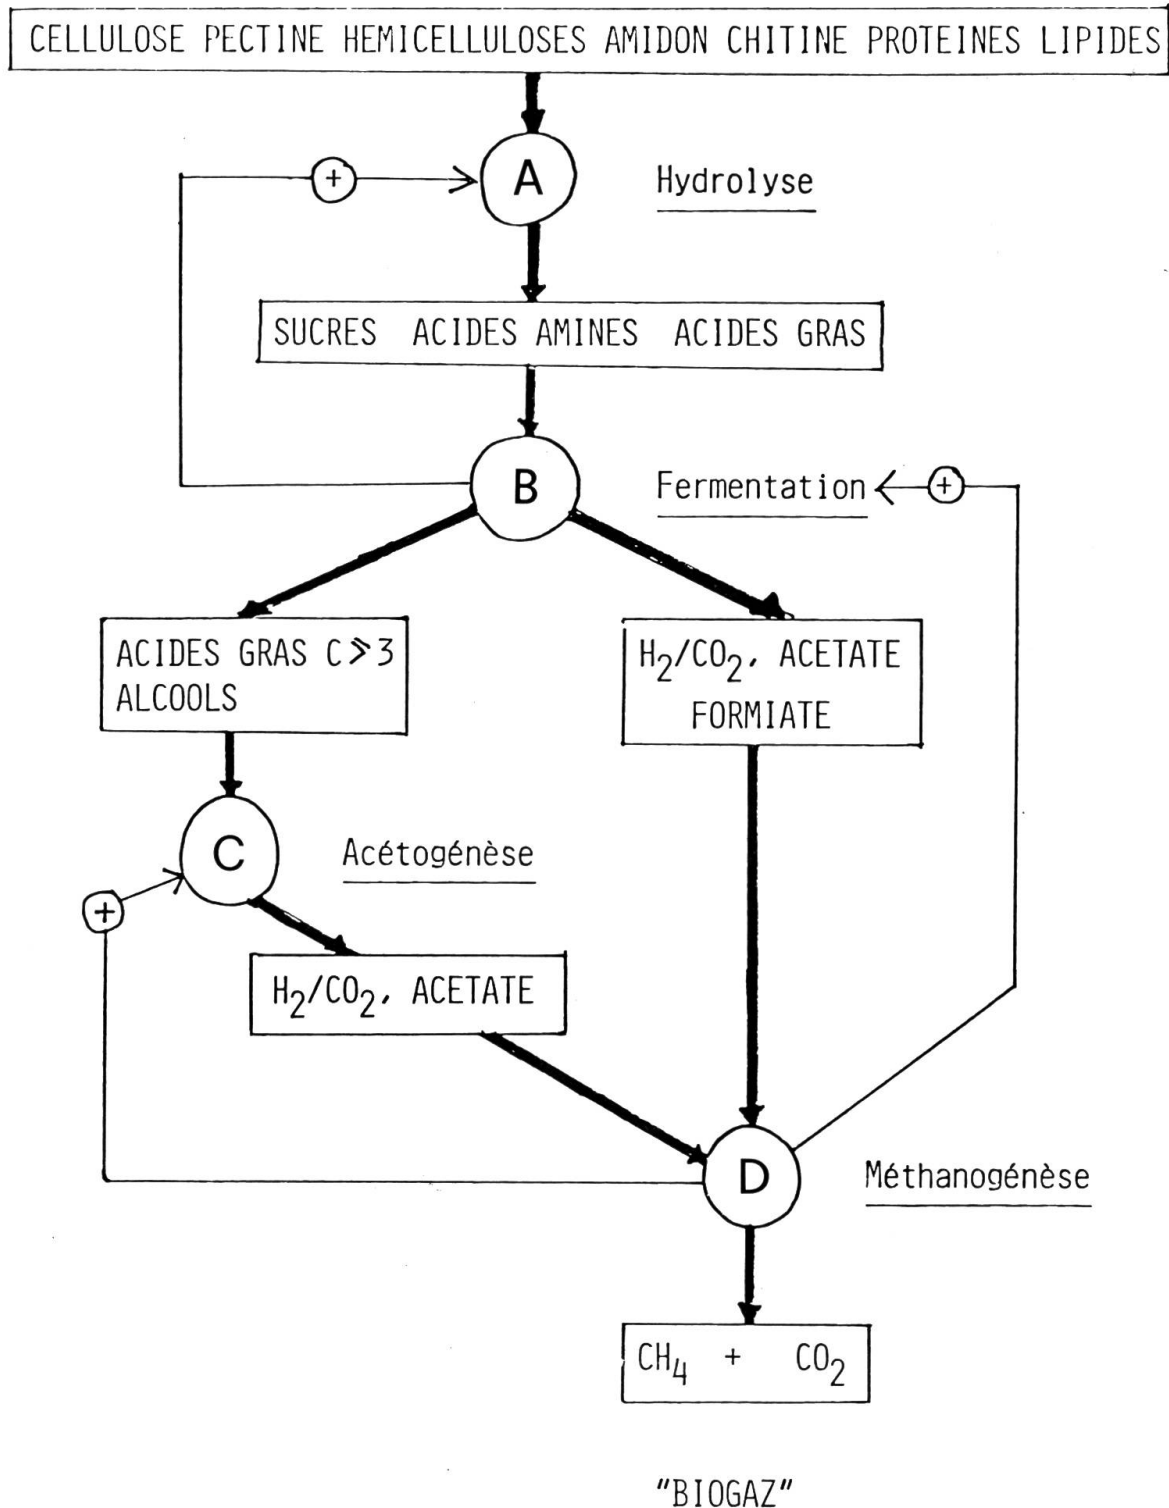 CELLULOSE PECTINE HEMICELLULOSES AMIDON CHITINE PROTEINES LIPIDES
+
A
Hydrolyse
SUCRES ACIDES AMINES ACIDES GRAS
B
Fermentation
+
ACIDES GRAS C⩾3
ALCOOLS
H₂/CO₂, ACETATE
FORMIATE
C
Acétogénèse
+
H₂/CO₂, ACETATE
D
Méthanogénèse
CH₄ + CO₂
"BIOGAZ"